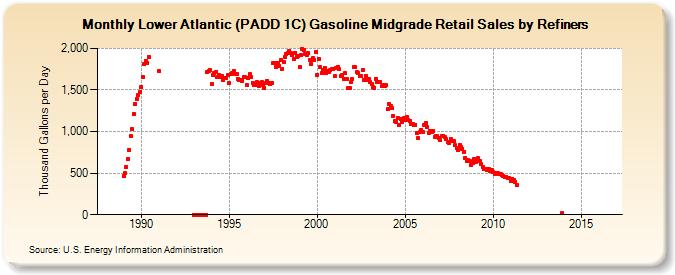 Monthly Lower Atlantic (PADD 1C) Gasoline Midgrade Retail Sales by Refiners
Thousand Gallons per Day
2,000
1,500
1,000
500
0
1990 1995 2000 2005 2010 2015
Source: U.S. Energy Information Administration